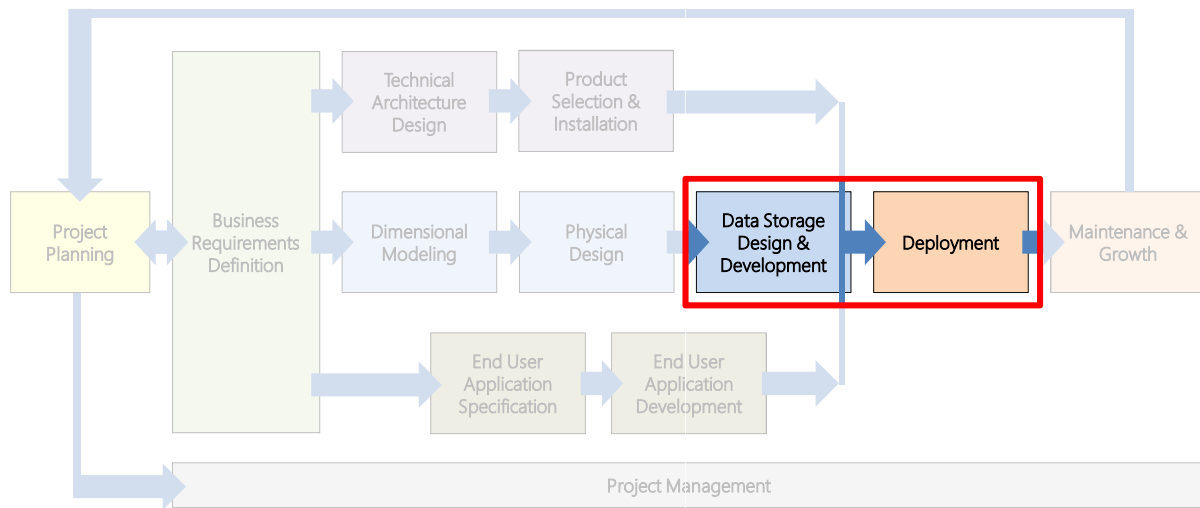 Technical
Architecture
Design
Product
Selection &
Installation
Project
Planning
Business
Requirements
Definition
Dimensional
Modeling
Physical
Design
Data Storage
Design &
Development
Deployment
Maintenance &
Growth
End User
Application
Specification
End User
Application
Development
Project Management